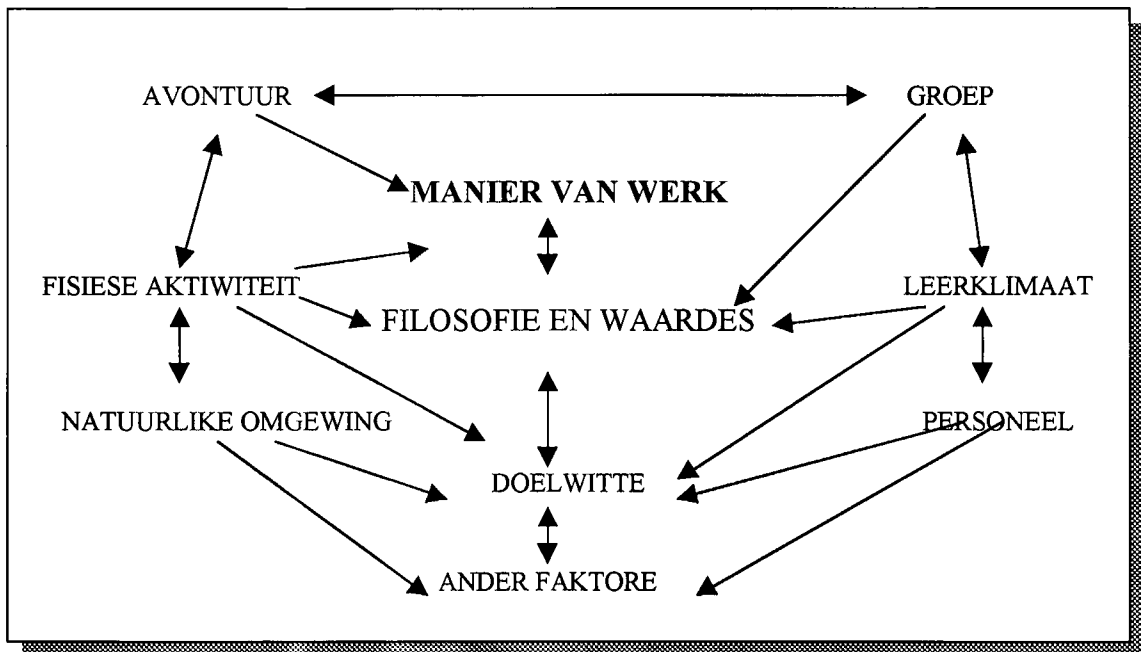 AVONTUUR
GROEP
MANIER VAN WERK
FISIESE AKTIWITEIT
LEERKLIMAAT
FILOSOFIE EN WAARDES
NATUURLIKE OMGEWING
PERSONEEL
DOELWITTE
ANDER FAKTORE